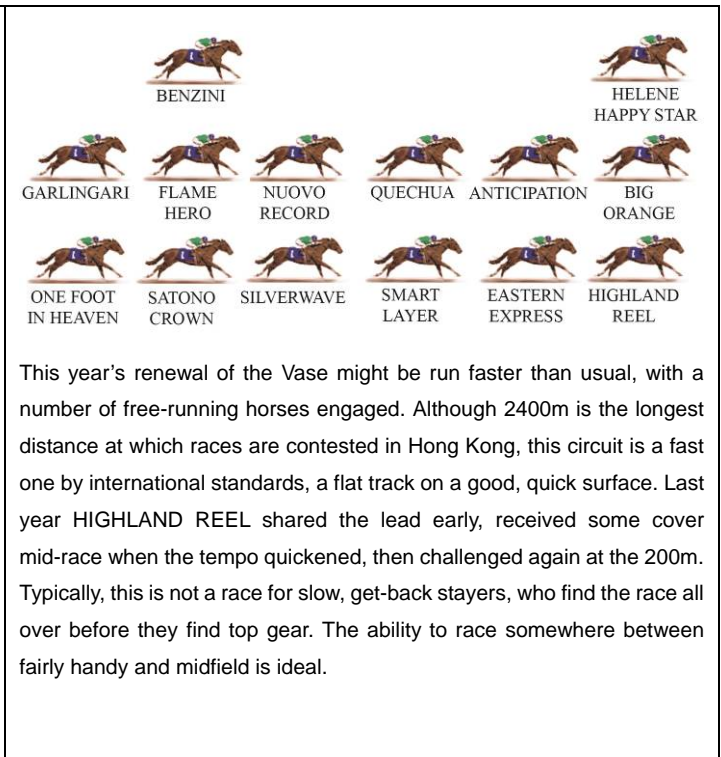 BENZINI
HELENE
HAPPY STAR
GARLINGARI
FLAME
HERO
NUOVO
RECORD
QUECHUA
ANTICIPATION
BIG
ORANGE
ONE FOOT
IN HEAVEN
SATONO
CROWN
SILVERWAVE
SMART
LAYER
EASTERN
EXPRESS
HIGHLAND
REEL
This year’s renewal of the Vase might be run faster than usual, with a
number of free-running horses engaged. Although 2400m is the longest
distance at which races are contested in Hong Kong, this circuit is a fast
one by international standards, a flat track on a good, quick surface. Last
year HIGHLAND REEL shared the lead early, received some cover
mid-race when the tempo quickened, then challenged again at the 200m.
Typically, this is not a race for slow, get-back stayers, who find the race all
over before they find top gear. The ability to race somewhere between
fairly handy and midfield is ideal.